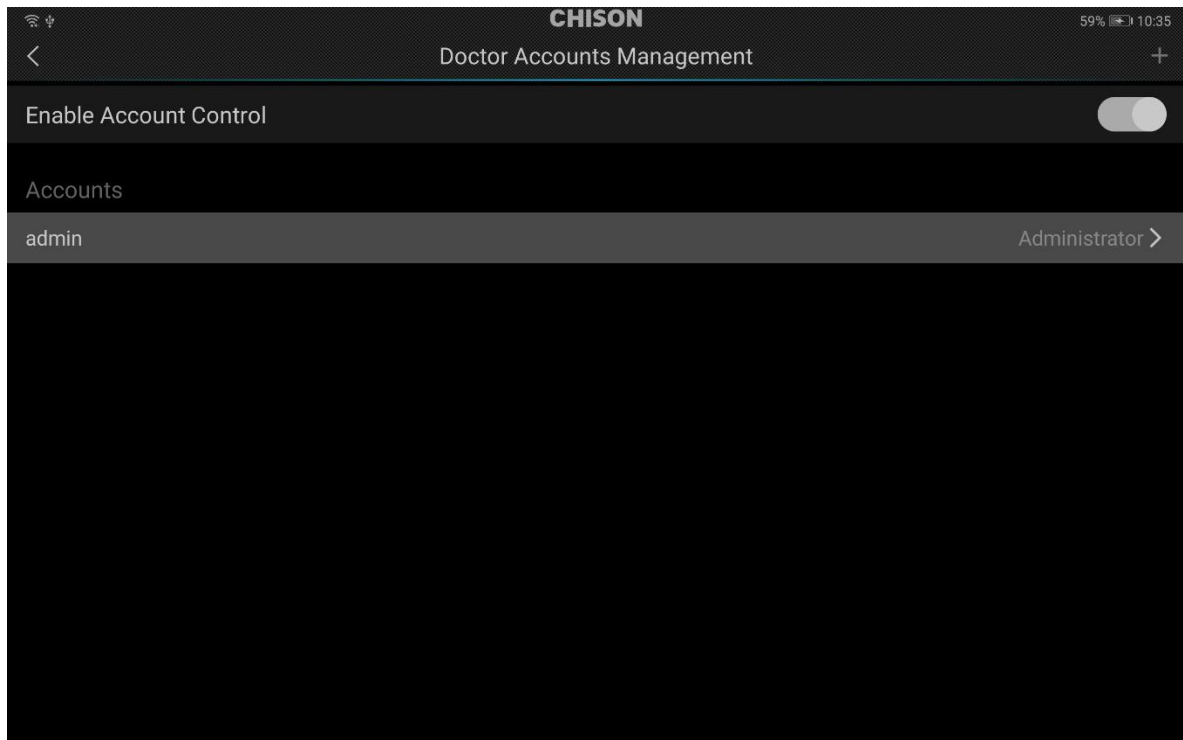 CHISON
59% 10:35
Doctor Accounts Management
Enable Account Control
Accounts
admin Administrator